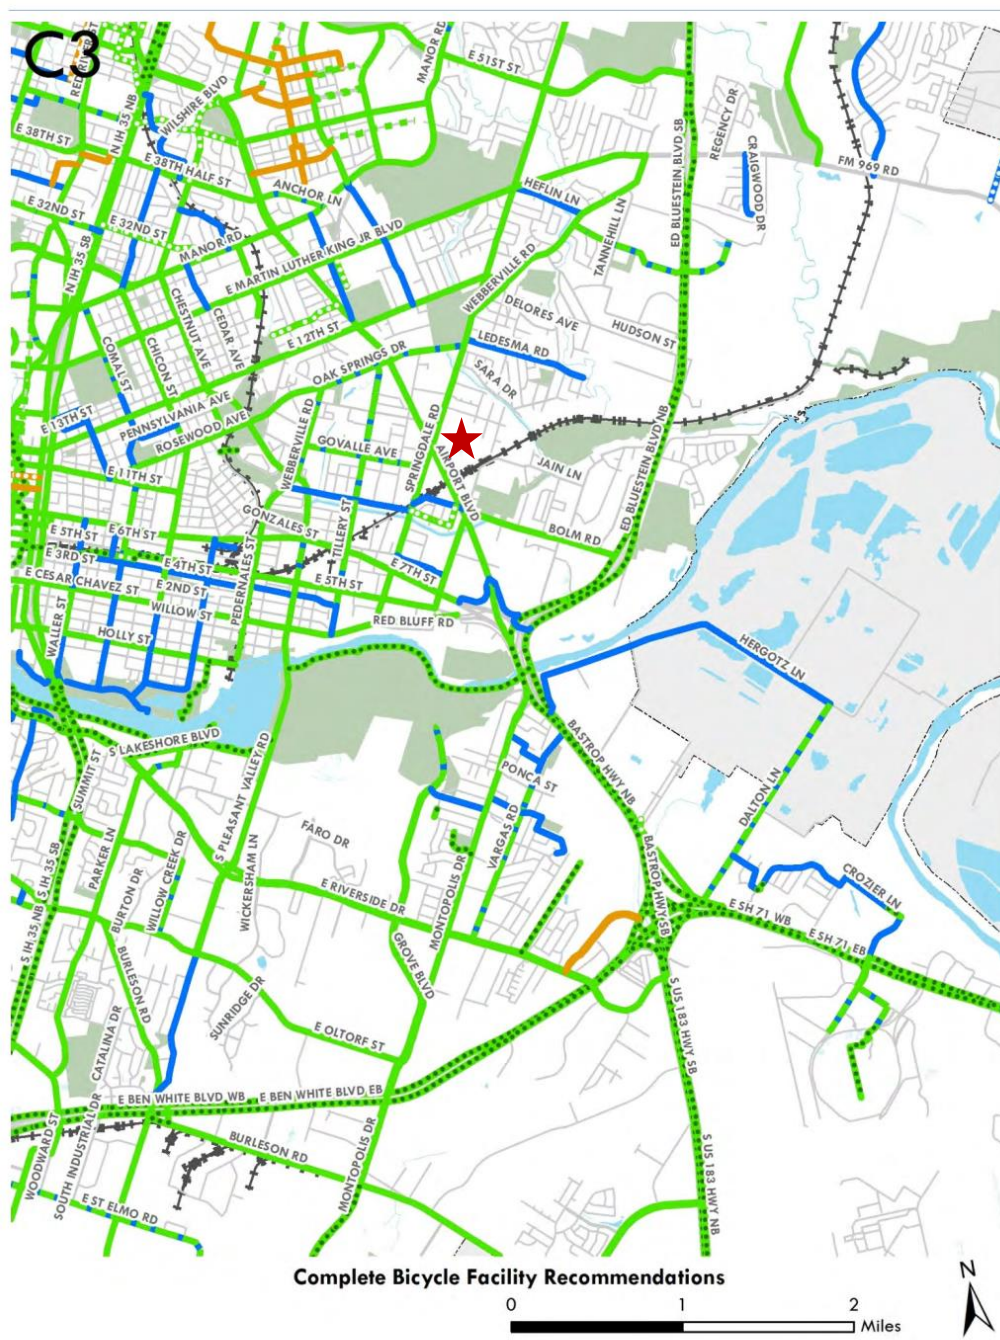 C3
RED RIVER ST
N IH 35 NB
WILSHIRE BLVD
MANOR RD
E 51ST ST
E 38TH ST
E 38TH HALF ST
ANCHOR LN
HEFLIN LN
ED BLUESTEIN BLVD SB
REGENCY DR
CRAIGWOOD DR
FM 969 RD
E 32ND ST
E 32ND ST
MANOR RD
E MARTIN LUTHER KING JR BLVD
TANNEHILL LN
N IH 35 SB
WEBBERVILLE RD
CHESTNUT AVE
CEDAR AVE
E 12TH ST
DELORES AVE
HUDSON ST
COMAL ST
CHICON ST
OAK SPRINGS DR
LEDESMA RD
SARA DR
E 13TH ST
PENNSYLVANIA AVE
ROSEWOOD AVE
WEBBERVILLE RD
GOVALLE AVE
SPRINGDALE RD
AIRPORT BLVD
JAIN LN
ED BLUESTEIN BLVD NB
E 11TH ST
GONZALES ST
TILLERY ST
BOLM RD
E 5TH ST
E 6TH ST
E 3RD ST
E 4TH ST
E 7TH ST
E CESAR CHAVEZ ST
E 2ND ST
PEDERNALES ST
E 5TH ST
WILLOW ST
RED BLUFF RD
WALLER ST
HOLLY ST
HERGOTZ LN
S LAKESHORE BLVD
BASTROP HWY NB
SUMMIT ST
S PLEASANT VALLEY RD
PONCA ST
DALTON LN
FARO DR
VARGAS RD
S IH 35 SB
PARKER LN
WILLOW CREEK DR
WICKERSHAM LN
BASTROP HWY SB
CROZIER LN
E RIVERSIDE DR
MONTOPOLIS DR
BURTON DR
E SH 71 WB
S IH 35 NB
E SH 71 EB
BURLESON RD
GROVE BLVD
SUNRIDGE DR
S US 183 HWY SB
CATALINA DR
E OLTORF ST
E BEN WHITE BLVD WB
E BEN WHITE BLVD EB
WOODWARD ST
SOUTH INDUSTRIAL DR
BURLESON RD
MONTOPOLIS DR
S US 183 HWY NB
E ST ELMO RD
Complete Bicycle Facility Recommendations
0 1 2
Miles
N